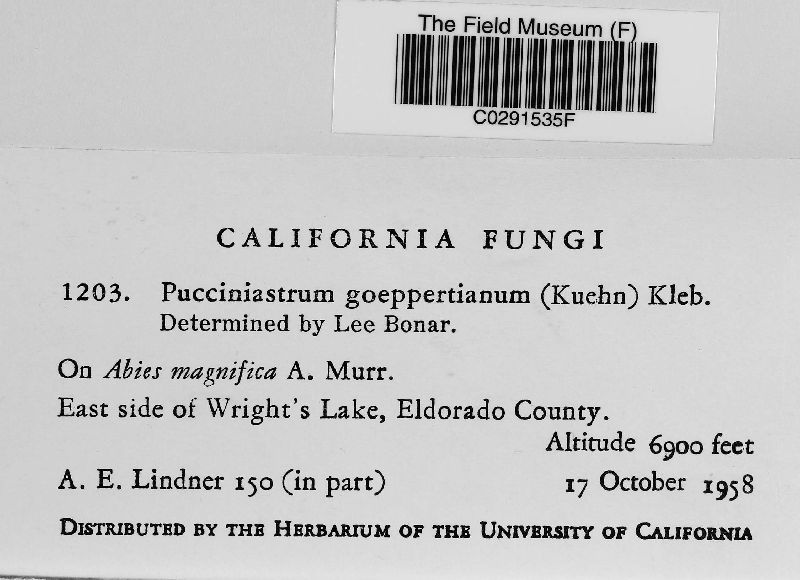 The Field Museum (F)
C0291535F
CALIFORNIA FUNGI
1203. Pucciniastrum goeppertianum (Kuehn) Kleb.
Determined by Lee Bonar.
On Abies magnifica A. Murr.
East side of Wright's Lake, Eldorado County.
Altitude 6900 feet
A. E. Lindner 150 (in part) 17 October 1958
DISTRIBUTED BY THE HERBARIUM OF THE UNIVERSITY OF CALIFORNIA